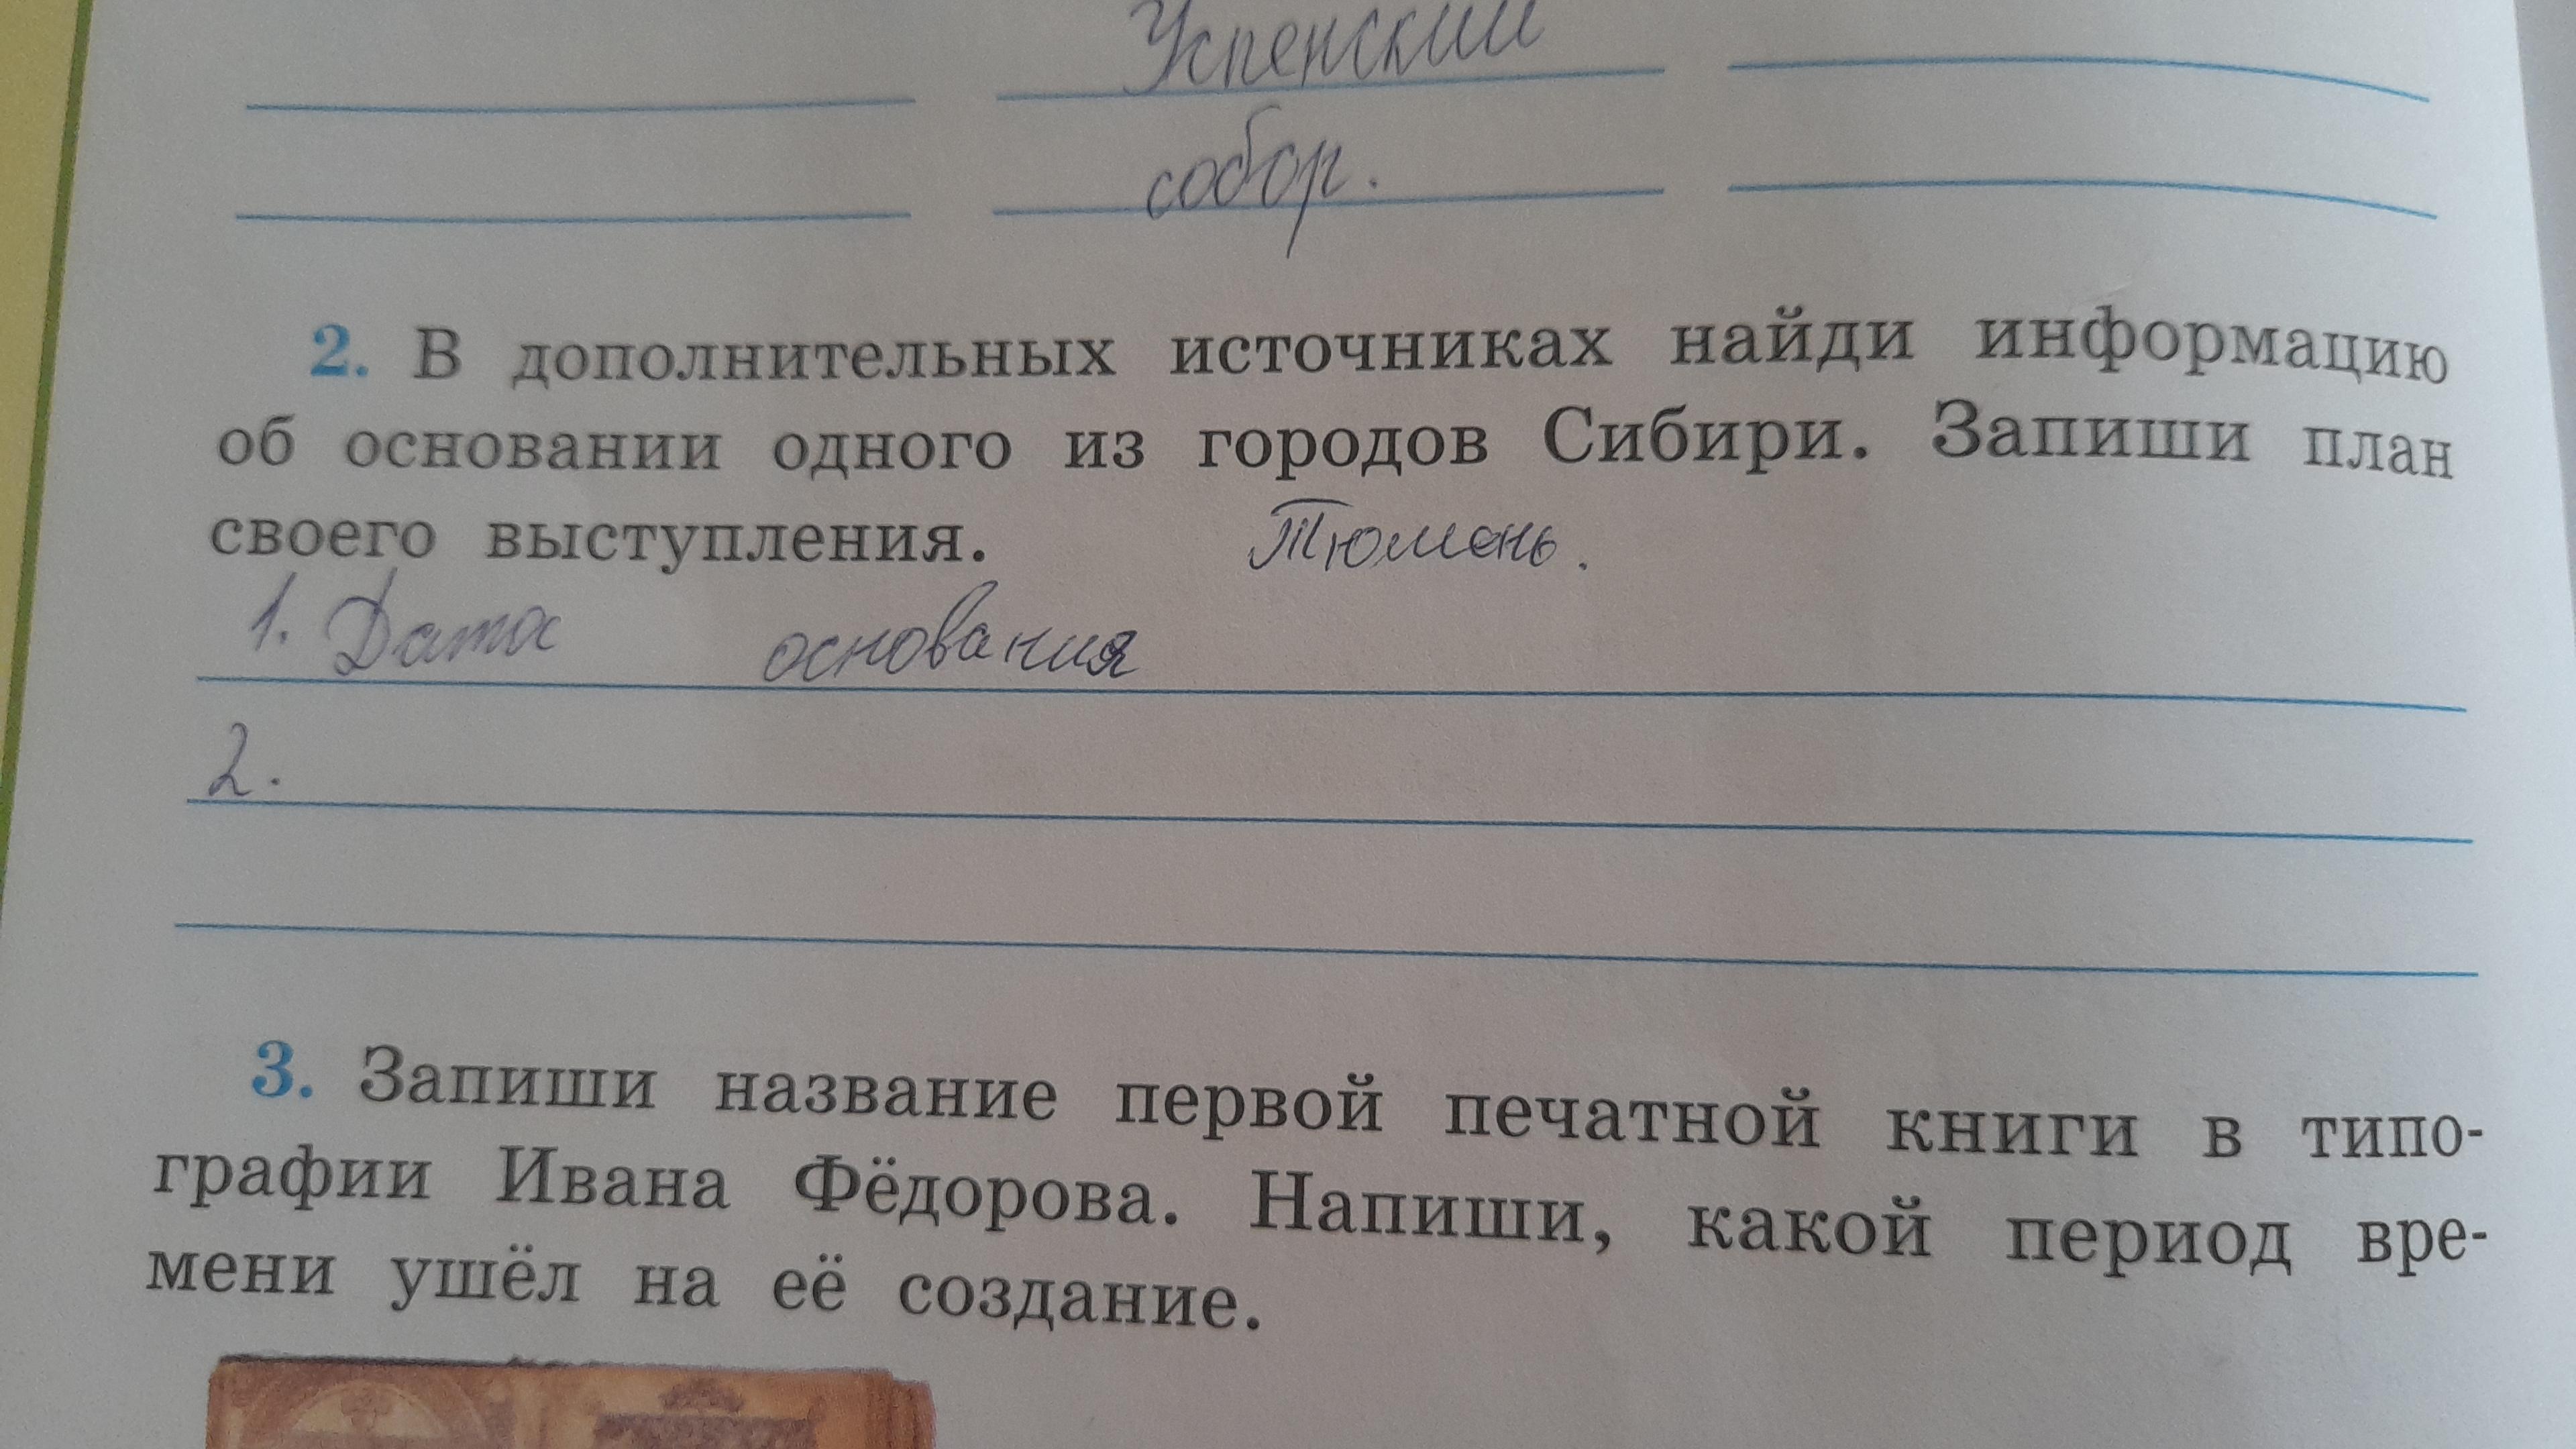 Успенский
собор.
2. В дополнительных источниках найди информацию
об основании одного из городов Сибири. Запиши план
своего выступления. Тюмень.
1. Дата основания
2.
3. Запиши название первой печатной книги в типо-
графии Ивана Фёдорова. Напиши, какой период вре-
мени ушёл на её создание.